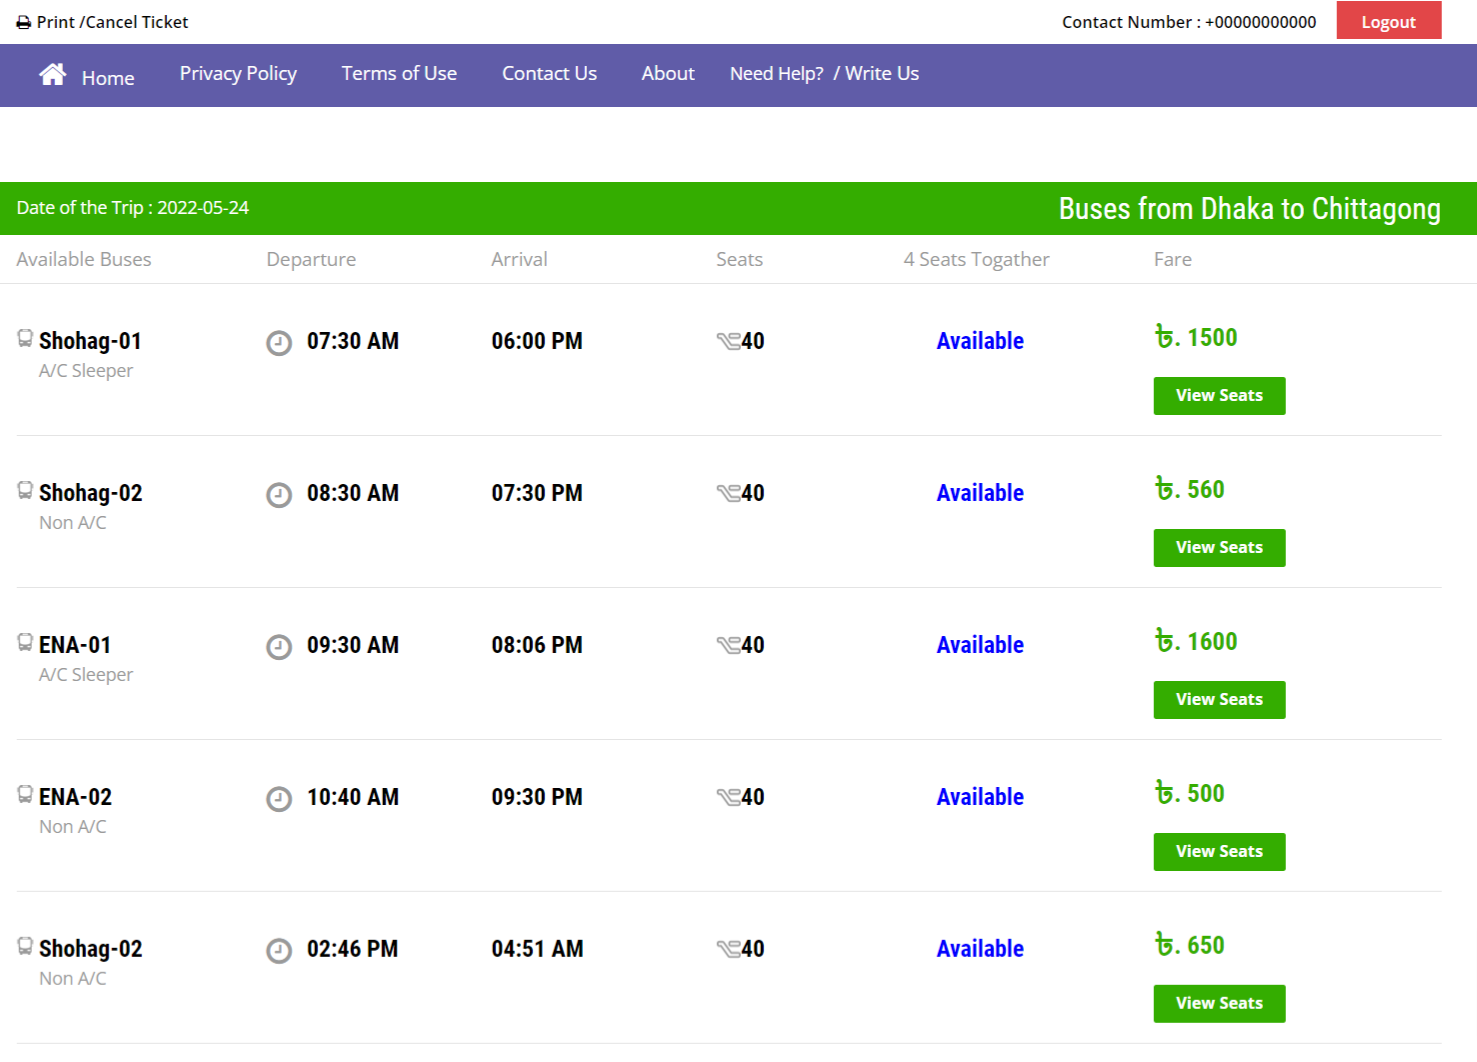 Print /Cancel Ticket
Contact Number : +00000000000 Logout
Home Privacy Policy Terms of Use Contact Us About Need Help? / Write Us
Date of the Trip : 2022-05-24 Buses from Dhaka to Chittagong
Available Buses Departure Arrival Seats 4 Seats Togather Fare
Shohag-01 07:30 AM 06:00 PM 40 Available ৳. 1500
A/C Sleeper
View Seats
Shohag-02 08:30 AM 07:30 PM 40 Available ৳. 560
Non A/C
View Seats
ENA-01 09:30 AM 08:06 PM 40 Available ৳. 1600
A/C Sleeper
View Seats
ENA-02 10:40 AM 09:30 PM 40 Available ৳. 500
Non A/C
View Seats
Shohag-02 02:46 PM 04:51 AM 40 Available ৳. 650
Non A/C
View Seats